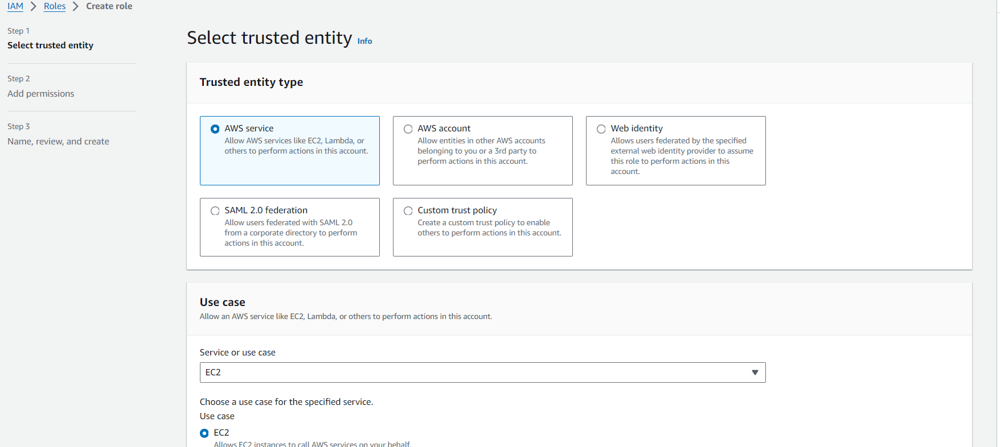 IAM > Roles > Create role
Step 1
Select trusted entity
Step 2
Add permissions
Step 3
Name, review, and create
Select trusted entity Info
Trusted entity type
AWS service
Allow AWS services like EC2, Lambda, or
others to perform actions in this account.
AWS account
Allow entities in other AWS accounts
belonging to you or a 3rd party to
perform actions in this account.
Web identity
Allows users federated by the specified
external web identity provider to assume
this role to perform actions in this
account.
SAML 2.0 federation
Allow users federated with SAML 2.0
from a corporate directory to perform
actions in this account.
Custom trust policy
Create a custom trust policy to enable
others to perform actions in this account.
Use case
Allow an AWS service like EC2, Lambda, or others to perform actions in this account.
Service or use case
EC2
Choose a use case for the specified service.
Use case
EC2
Allows EC2 instances to call AWS services on your behalf.